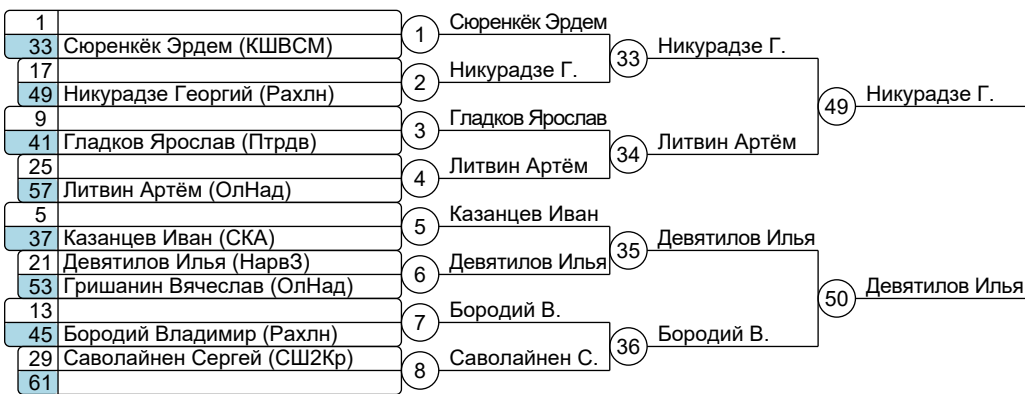 1
33 Сюренкёк Эрдем (КШВСМ)
17
49 Никурадзе Георгий (Рахлн)
9
41 Гладков Ярослав (Птрдв)
25
57 Литвин Артём (ОлНад)
5
37 Казанцев Иван (СКА)
21 Девятилов Илья (НарвЗ)
53 Гришанин Вячеслав (ОлНад)
13
45 Бородий Владимир (Рахлн)
29 Саволайнен Сергей (СШ2Кр)
61
1 Сюренкёк Эрдем
2 Никурадзе Г.
3 Гладков Ярослав
4 Литвин Артём
5 Казанцев Иван
6 Девятилов Илья
7 Бородий В.
8 Саволайнен С.
33 Никурадзе Г.
34 Литвин Артём
35 Девятилов Илья
36 Бородий В.
49 Никурадзе Г.
50 Девятилов Илья